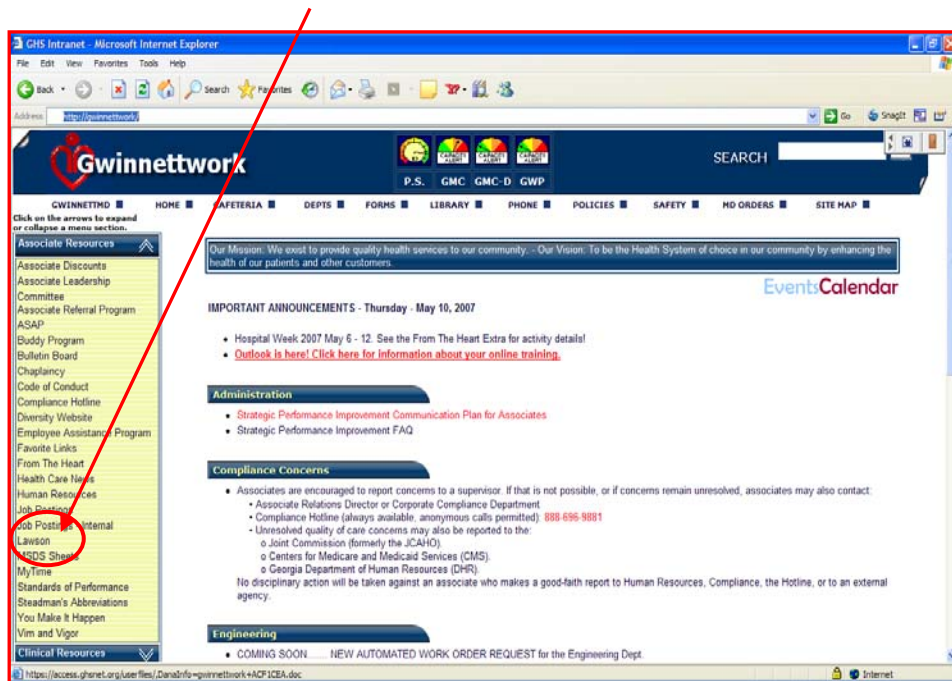 GHS Intranet - Microsoft Internet Explorer
File Edit View Favorites Tools Help
Back Search Favorites
Address http://gwinnettwork/ Go SnagIt
Gwinnettwork
P.S. GMC GMC-D GWP
SEARCH
GWINNETTMD HOME CAFETERIA DEPTS FORMS LIBRARY PHONE POLICIES SAFETY MD ORDERS SITE MAP
Click on the arrows to expand
or collapse a menu section.
Associate Resources
Associate Discounts
Associate Leadership
Committee
Associate Referral Program
ASAP
Buddy Program
Bulletin Board
Chaplaincy
Code of Conduct
Compliance Hotline
Diversity Website
Employee Assistance Program
Favorite Links
From The Heart
Health Care News
Human Resources
Job Postings
Job Postings - Internal
Lawson
MSDS Sheets
MyTime
Standards of Performance
Steadman's Abbreviations
You Make It Happen
Vim and Vigor
Clinical Resources
Our Mission: We exist to provide quality health services to our community. - Our Vision: To be the Health System of choice in our community by enhancing the
health of our patients and other customers.
EventsCalendar
IMPORTANT ANNOUNCEMENTS - Thursday - May 10, 2007
• Hospital Week 2007 May 6 - 12. See the From The Heart Extra for activity details!
• Outlook is here! Click here for information about your online training.
Administration
• Strategic Performance Improvement Communication Plan for Associates
• Strategic Performance Improvement FAQ
Compliance Concerns
• Associates are encouraged to report concerns to a supervisor. If that is not possible, or if concerns remain unresolved, associates may also contact:
• Associate Relations Director or Corporate Compliance Department
• Compliance Hotline (always available, anonymous calls permitted): 888-696-9881
• Unresolved quality of care concerns may also be reported to the:
o Joint Commission (formerly the JCAHO).
o Centers for Medicare and Medicaid Services (CMS).
o Georgia Department of Human Resources (DHR).
No disciplinary action will be taken against an associate who makes a good-faith report to Human Resources, Compliance, the Hotline, or to an external
agency.
Engineering
• COMING SOON........NEW AUTOMATED WORK ORDER REQUEST for the Engineering Dept.
https://access.ghsnet.org/userfiles/,DanaInfo=gwinnettwork+ACF1CEA.doc Internet